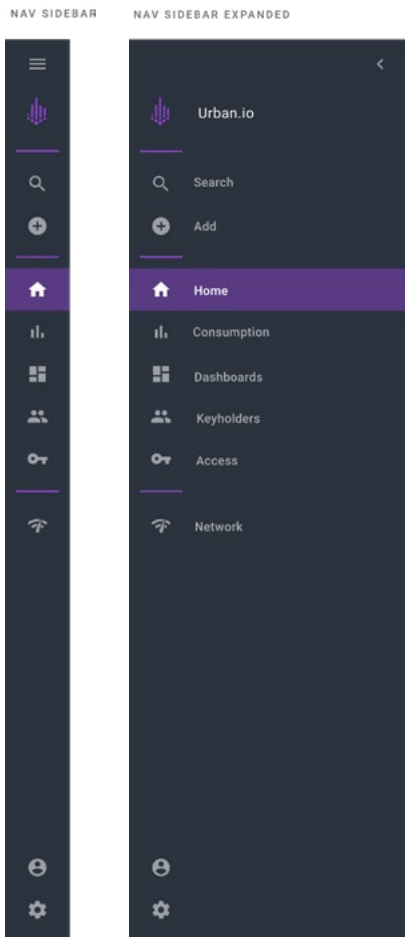 NAV SIDEBAR
NAV SIDEBAR EXPANDED
Urban.io
Search
Add
Home
Consumption
Dashboards
Keyholders
Access
Network